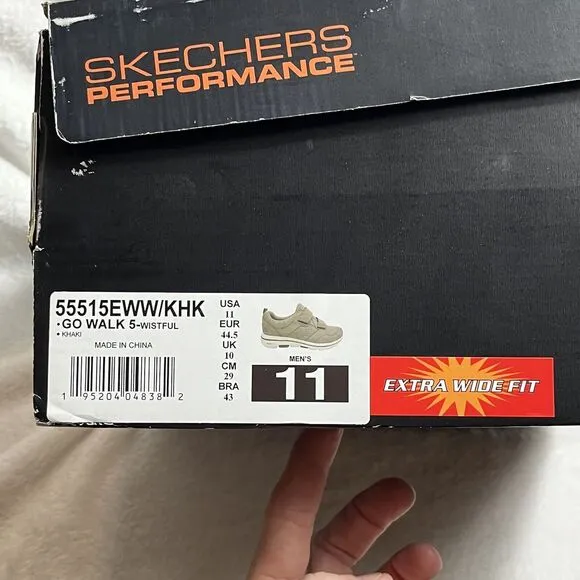 SKECHERS
PERFORMANCE
55515EWW/KHK
•GO WALK 5-WISTFUL
• KHAKI
MADE IN CHINA
1 95204 04838 2
USA
11
EUR
44.5
UK
10
CM
29
BRA
43
MEN'S
11
EXTRA WIDE FIT